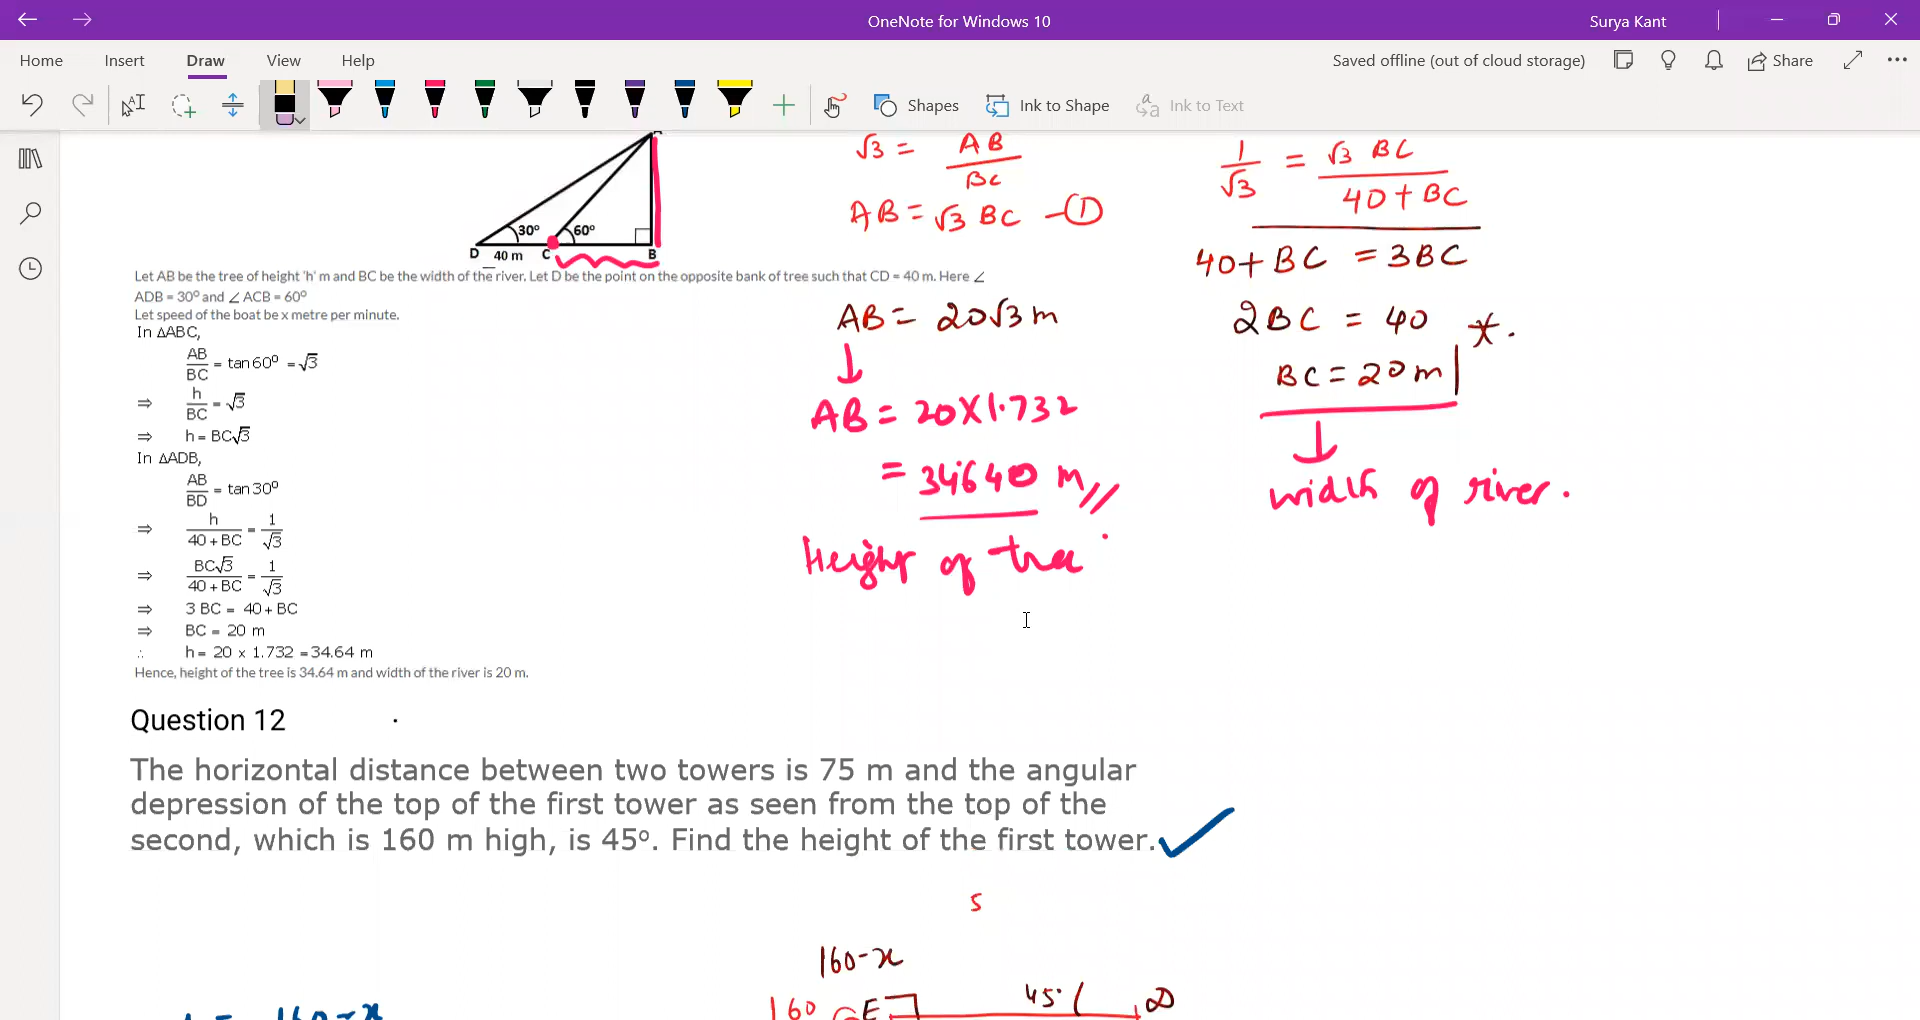 OneNote for Windows 10
Surya Kant
Home Insert Draw View Help
Saved offline (out of cloud storage)
Share
Shapes
Ink to Shape
Ink to Text
30° 60°
D 40 m C B
Let AB be the tree of height 'h' m and BC be the width of the river. Let D be the point on the opposite bank of tree such that CD = 40 m. Here ∠
ADB = 30° and ∠ ACB = 60°
Let speed of the boat be x metre per minute.
In ΔABC,
AB/BC = tan 60° = √3
⇒ h/BC = √3
⇒ h = BC√3
In ΔADB,
AB/BD = tan 30°
⇒ h/(40 + BC) = 1/√3
⇒ BC√3/(40 + BC) = 1/√3
⇒ 3 BC = 40 + BC
⇒ BC = 20 m
∴ h = 20 x 1.732 = 34.64 m
Hence, height of the tree is 34.64 m and width of the river is 20 m.
√3 = AB/BC
AB = √3 BC —①
AB = 20√3 m
↓
AB = 20×1.732
= 34.640 m//
Height of tree
1/√3 = √3 BC/(40 + BC)
40 + BC = 3BC
2BC = 40 *.
BC = 20 m
↓
width of river.
Question 12
The horizontal distance between two towers is 75 m and the angular
depression of the top of the first tower as seen from the top of the
second, which is 160 m high, is 45°. Find the height of the first tower.
5
160-x
160 E 45° D
160-x